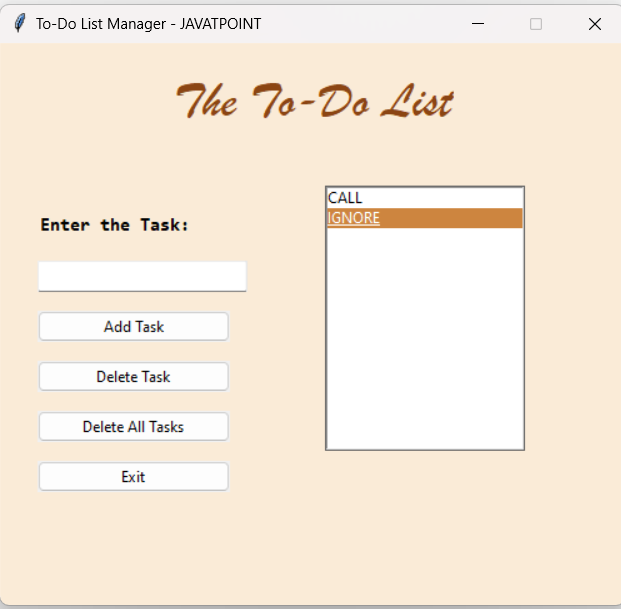 To-Do List Manager - JAVATPOINT
The To-Do List
Enter the Task:
Add Task
Delete Task
Delete All Tasks
Exit
CALL
IGNORE